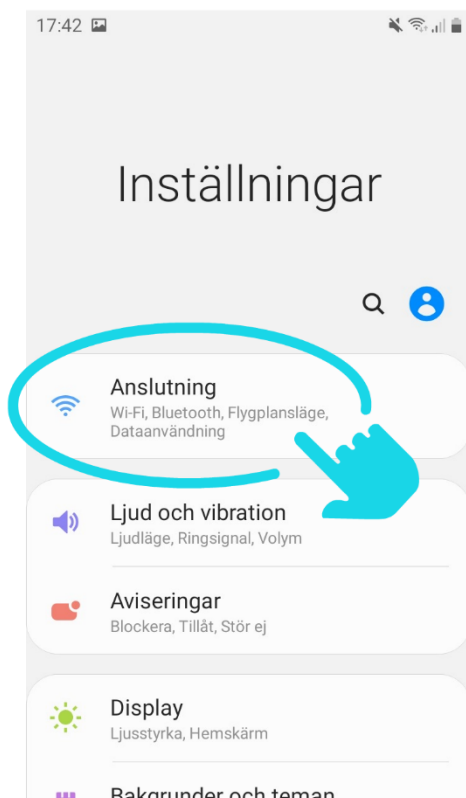 17:42
Inställningar
Anslutning
Wi-Fi, Bluetooth, Flygplansläge,
Dataanvändning
Ljud och vibration
Ljudläge, Ringsignal, Volym
Aviseringar
Blockera, Tillåt, Stör ej
Display
Ljusstyrka, Hemskärm
Bakgrunder och teman